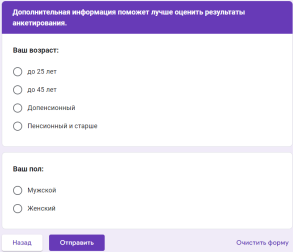 Дополнительная информация поможет лучше оценить результаты
анкетирования.
Ваш возраст:
до 25 лет
до 45 лет
Допенсионный
Пенсионный и старше
Ваш пол:
Мужской
Женский
Назад
Отправить
Очистить форму